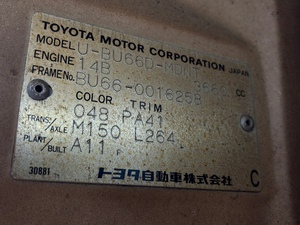 TOYOTA MOTOR CORPORATION JAPAN
MODEL U-BU66D-
ENGINE 14B CC
FRAME No. BU66-0016258
COLOR TRIM
048 PA41
TRANS/AXLE M150 L264
PLANT/BUILT A11
30881 トヨタ自動車株式会社 C